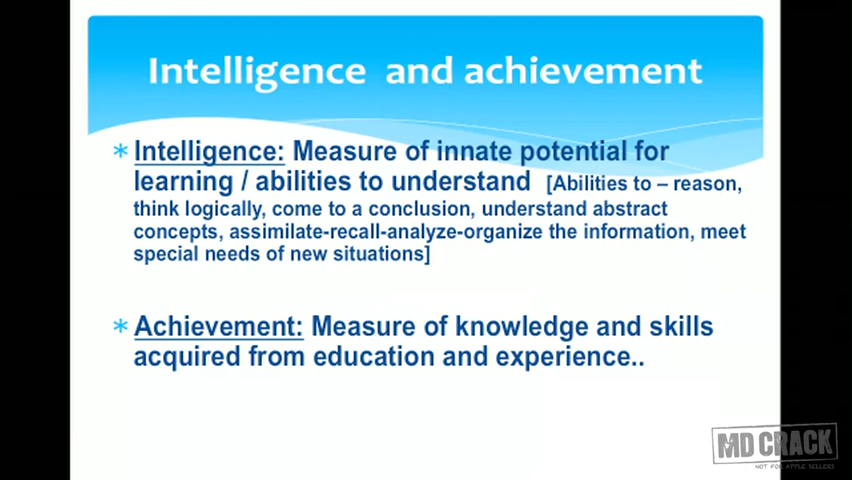 Intelligence and achievement
Intelligence: Measure of innate potential for
learning / abilities to understand [Abilities to – reason,
think logically, come to a conclusion, understand abstract
concepts, assimilate-recall-analyze-organize the information, meet
special needs of new situations]
Achievement: Measure of knowledge and skills
acquired from education and experience..
MD CRACK
NOT FOR APPLE SELLERS